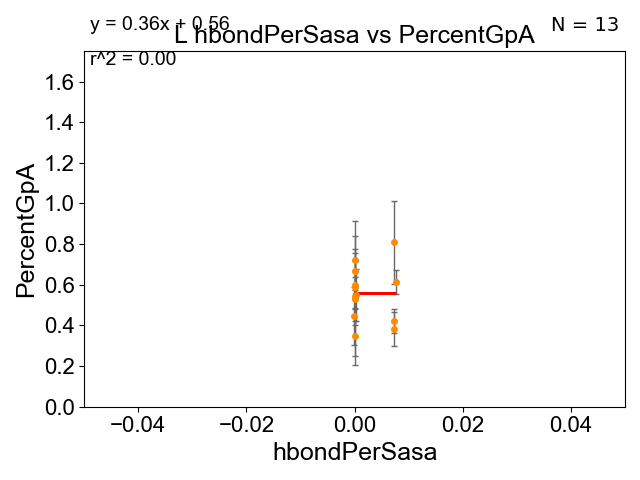 y = 0.36x + 0.56
N = 13
L hbondPerSasa vs PercentGpA
r^2 = 0.00
PercentGpA
1.6
1.4
1.2
1.0
0.8
0.6
0.4
0.2
0.0
−0.04 −0.02 0.00 0.02 0.04
hbondPerSasa